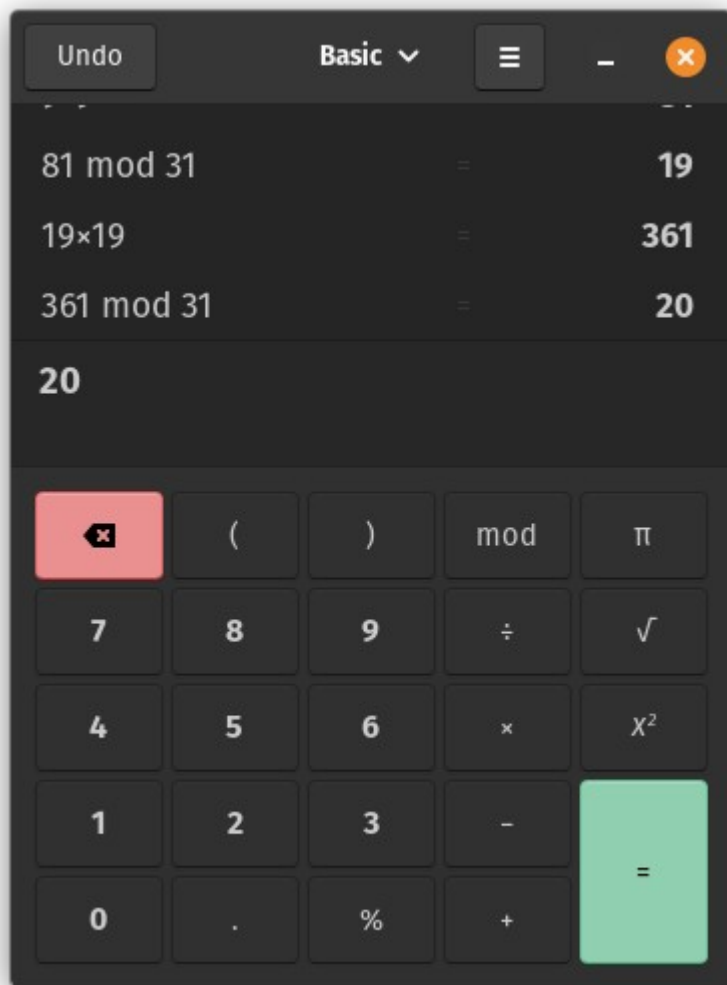 Undo Basic
81 mod 31 = 19
19×19 = 361
361 mod 31 = 20
20
( ) mod π
7 8 9 ÷ √
4 5 6 × X²
1 2 3 −
=
0 . % +